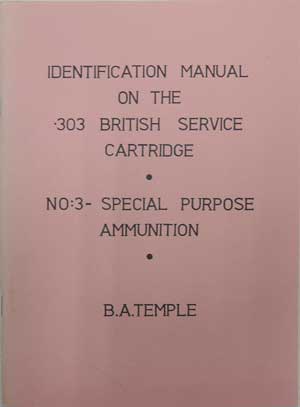 IDENTIFICATION MANUAL
ON THE
·303 BRITISH SERVICE
CARTRIDGE
•
NO:3- SPECIAL PURPOSE
AMMUNITION
•
B.A.TEMPLE